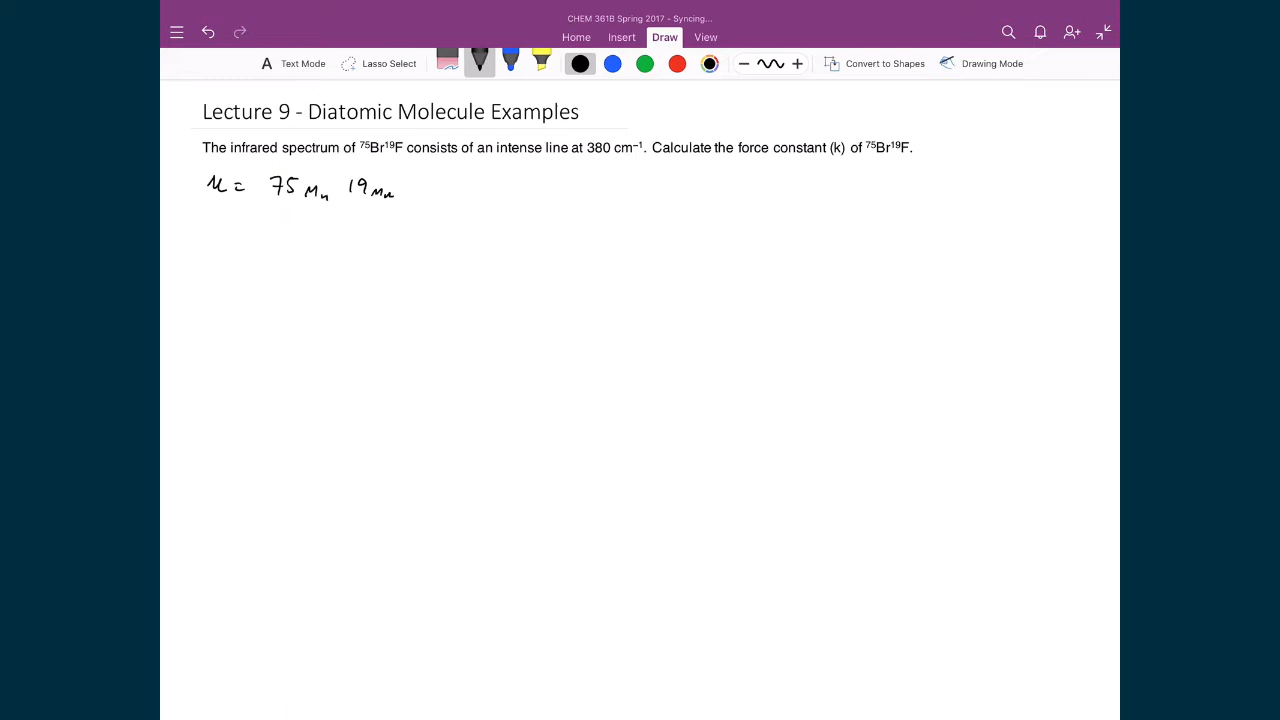 CHEM 361B Spring 2017 - Syncing...
Home Insert Draw View
A Text Mode Lasso Select Convert to Shapes Drawing Mode
Lecture 9 - Diatomic Molecule Examples
The infrared spectrum of ⁷⁵Br¹⁹F consists of an intense line at 380 cm⁻¹. Calculate the force constant (k) of ⁷⁵Br¹⁹F.
μ = 75 Mu 19 Mu